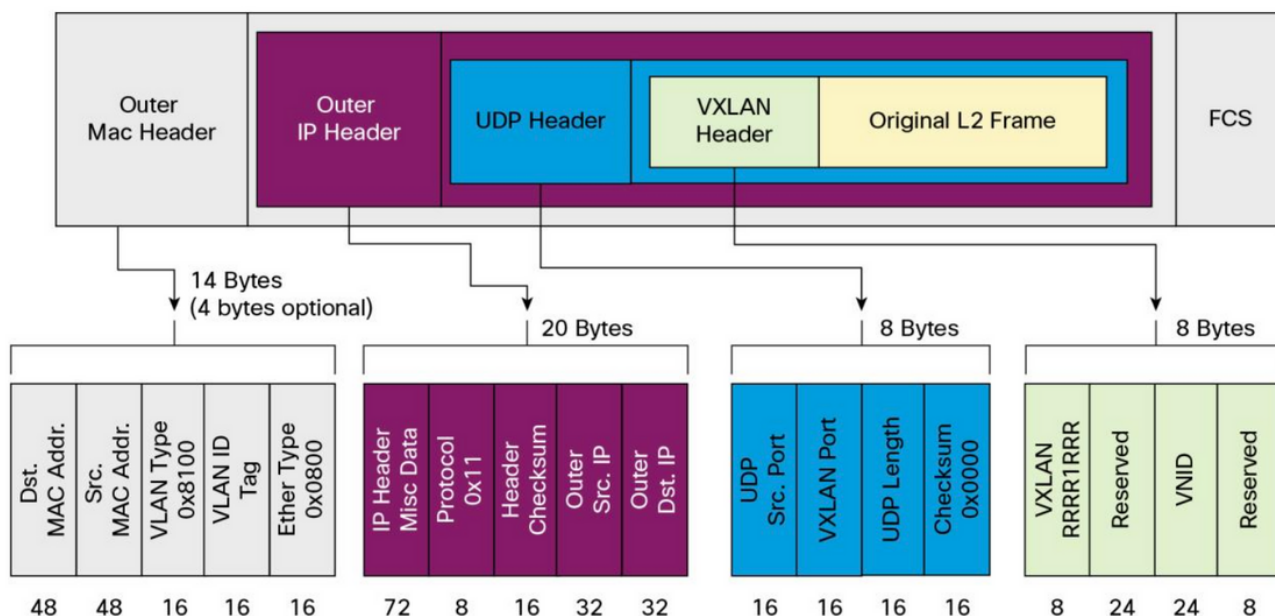 Outer
Mac Header
Outer
IP Header
UDP Header
VXLAN
Header
Original L2 Frame
FCS
14 Bytes
(4 bytes optional)
20 Bytes
8 Bytes
8 Bytes
Dst.
MAC Addr.
Src.
MAC Addr.
VLAN Type
0x8100
VLAN ID
Tag
Ether Type
0x0800
IP Header
Misc Data
Protocol
0x11
Header
Checksum
Outer
Src. IP
Outer
Dst. IP
UDP
Src. Port
VXLAN Port
UDP Length
Checksum
0x0000
VXLAN
RRRR1RRR
Reserved
VNID
Reserved
48 48 16 16 16 72 8 16 32 32 16 16 16 16 8 24 24 8